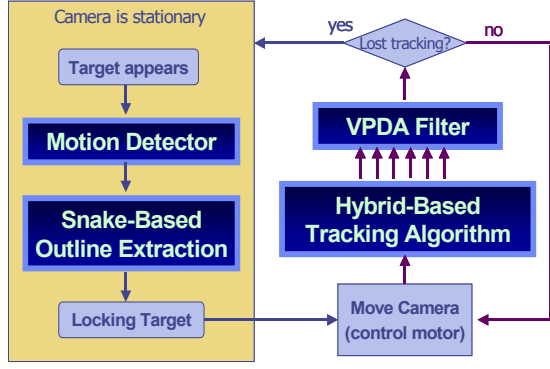 Camera is stationary
Target appears
Motion Detector
Snake-Based
Outline Extraction
Locking Target
yes
Lost tracking?
no
VPDA Filter
Hybrid-Based
Tracking Algorithm
Move Camera
(control motor)